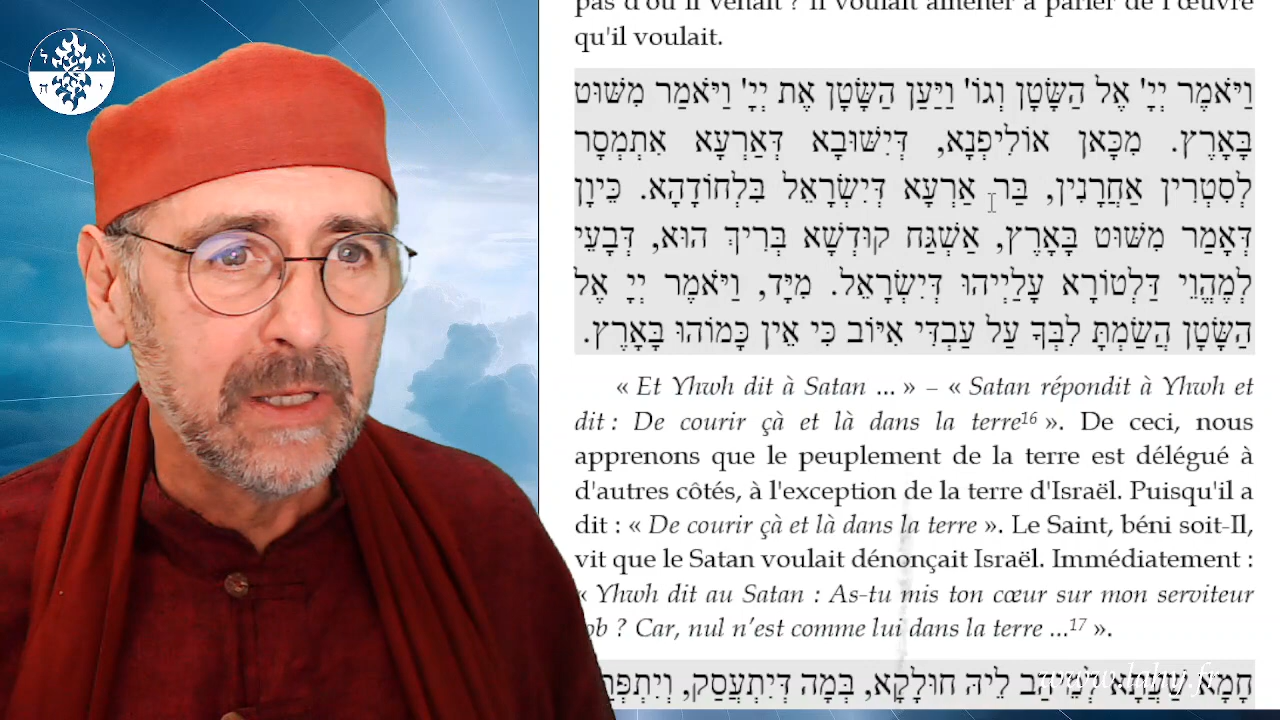 pas d'où il venait ? Il voulait amener à parler de l'œuvre
qu'il voulait.
וַיֹּאמֶר יְיָ' אֶל הַשָּׂטָן וְגוֹ' וַיַּעַן הַשָּׂטָן אֶת יְיָ' וַיֹּאמַר מִשּׁוּט
בָּאָרֶץ. מִכָּאן אוֹלִיפְנָא, דְּיִשּׁוּבָא דְּאַרְעָא אִתְמְסָר
לְסִטְרִין אַחֲרָנִין, בַּר אַרְעָא דְּיִשְׂרָאֵל בִּלְחוֹדָהָא. כֵּיוָן
דְּאָמַר מִשּׁוּט בָּאָרֶץ, אַשְׁגַּח קוּדְשָׁא בְּרִיךְ הוּא, דְּבָעֵי
לְמֶהֱוֵי דַּלְטוֹרָא עָלַיְיהוּ דְּיִשְׂרָאֵל. מִיָּד, וַיֹּאמֶר יְיָ אֶל
הַשָּׂטָן הֲשַׂמְתָּ לִבְּךָ עַל עַבְדִּי אִיּוֹב כִּי אֵין כָּמוֹהוּ בָּאָרֶץ.
« Et Yhwh dit à Satan ... » – « Satan répondit à Yhwh et
dit : De courir çà et là dans la terre16 ». De ceci, nous
apprenons que le peuplement de la terre est délégué à
d'autres côtés, à l'exception de la terre d'Israël. Puisqu'il a
dit : « De courir çà et là dans la terre ». Le Saint, béni soit-Il,
vit que le Satan voulait dénonçait Israël. Immédiatement :
« Yhwh dit au Satan : As-tu mis ton cœur sur mon serviteur
ob ? Car, nul n'est comme lui dans la terre ...17 ».
חָמָא שַׁעֲתָא לְמֵיהַב לֵיהּ חוּלָקָא, בְּמָה דְּיִתְעֲסַק,
www.lahy.fr
א
ל
י
ה